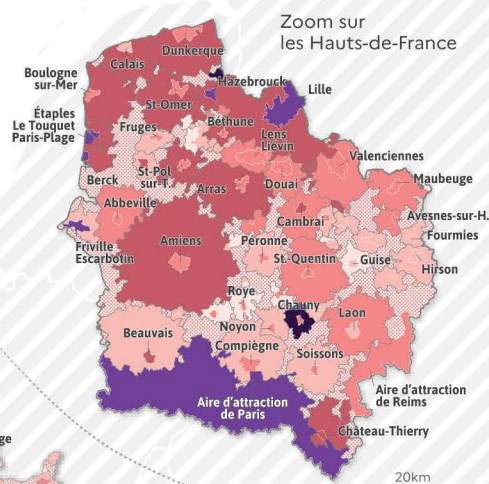 Zoom sur
les Hauts-de-France
Dunkerque
Calais
Boulogne
sur-Mer
Hazebrouck
Lille
St-Omer
Étaples
Le Touquet
Paris-Plage
Fruges
Béthune
Lens
Liévin
Valenciennes
Berck
St-Pol
sur-T.
Arras
Douai
Maubeuge
Abbeville
Cambrai
Avesnes-sur-H.
Fourmies
Friville
Escarbotin
Amiens
Péronne
St-Quentin
Guise
Hirson
Roye
Chauny
Laon
Beauvais
Noyon
Compiègne
Soissons
Aire d'attraction
de Paris
Aire d'attraction
de Reims
Château-Thierry
ge
20km